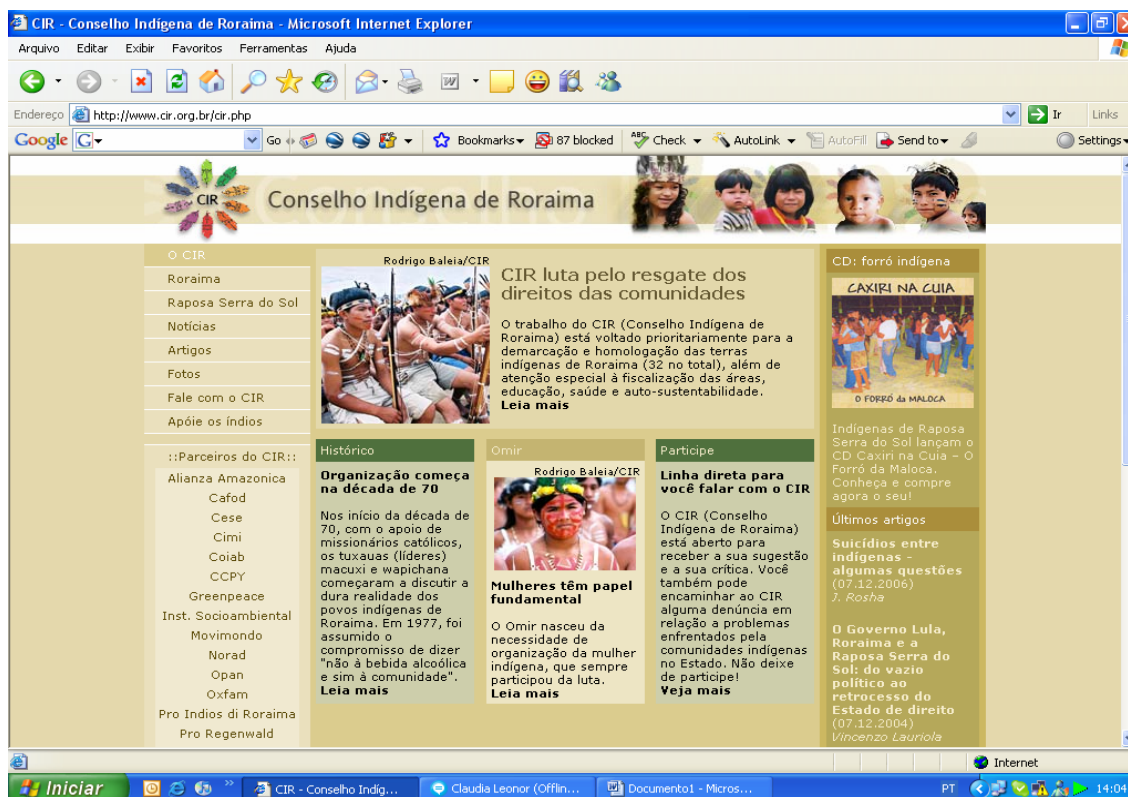 CIR - Conselho Indígena de Roraima - Microsoft Internet Explorer
Arquivo Editar Exibir Favoritos Ferramentas Ajuda
Endereço http://www.cir.org.br/cir.php Ir Links
Google G Go Bookmarks 87 blocked ABC Check AutoLink AutoFill Send to Settings
CIR Conselho Indígena de Roraima
O CIR
Roraima
Raposa Serra do Sol
Notícias
Artigos
Fotos
Fale com o CIR
Apóie os índios
::Parceiros do CIR::
Alianza Amazonica
Cafod
Cese
Cimi
Coiab
CCPY
Greenpeace
Inst. Socioambiental
Movimondo
Norad
Opan
Oxfam
Pro Indios di Roraima
Pro Regenwald
Rodrigo Baleia/CIR
CIR luta pelo resgate dos
direitos das comunidades
O trabalho do CIR (Conselho Indígena de
Roraima) está voltado prioritariamente para a
demarcação e homologação das terras
indígenas de Roraima (32 no total), além de
atenção especial à fiscalização das áreas,
educação, saúde e auto-sustentabilidade.
Leia mais
Histórico
Organização começa
na década de 70
Nos início da década de
70, com o apoio de
missionários católicos,
os tuxauas (líderes)
macuxi e wapichana
começaram a discutir a
dura realidade dos
povos indígenas de
Roraima. Em 1977, foi
assumido o
compromisso de dizer
"não à bebida alcoólica
e sim à comunidade".
Leia mais
Omir
Rodrigo Baleia/CIR
Mulheres têm papel
fundamental
O Omir nasceu da
necessidade de
organização da mulher
indígena, que sempre
participou da luta.
Leia mais
Participe
Linha direta para
você falar com o CIR
O CIR (Conselho
Indígena de Roraima)
está aberto para
receber a sua sugestão
e a sua crítica. Você
também pode
encaminhar ao CIR
alguma denúncia em
relação a problemas
enfrentados pela
comunidades indígenas
no Estado. Não deixe
de participe!
Veja mais
CD: forró indígena
CAXIRI NA CUIA
O FORRÓ da MALOCA
Indígenas de Raposa
Serra do Sol lançam o
CD Caxiri na Cuia – O
Forró da Maloca.
Conheça e compre
agora o seu!
Últimos artigos
Suicídios entre
indígenas -
algumas questões
(07.12.2006)
J. Rosha
O Governo Lula,
Roraima e a
Raposa Serra do
Sol: do vazio
político ao
retrocesso do
Estado de direito
(07.12.2004)
Vincenzo Lauriola
Internet
Iniciar CIR - Conselho Indíg... Claudia Leonor (Offlin... Documento1 - Micros... PT 14:04